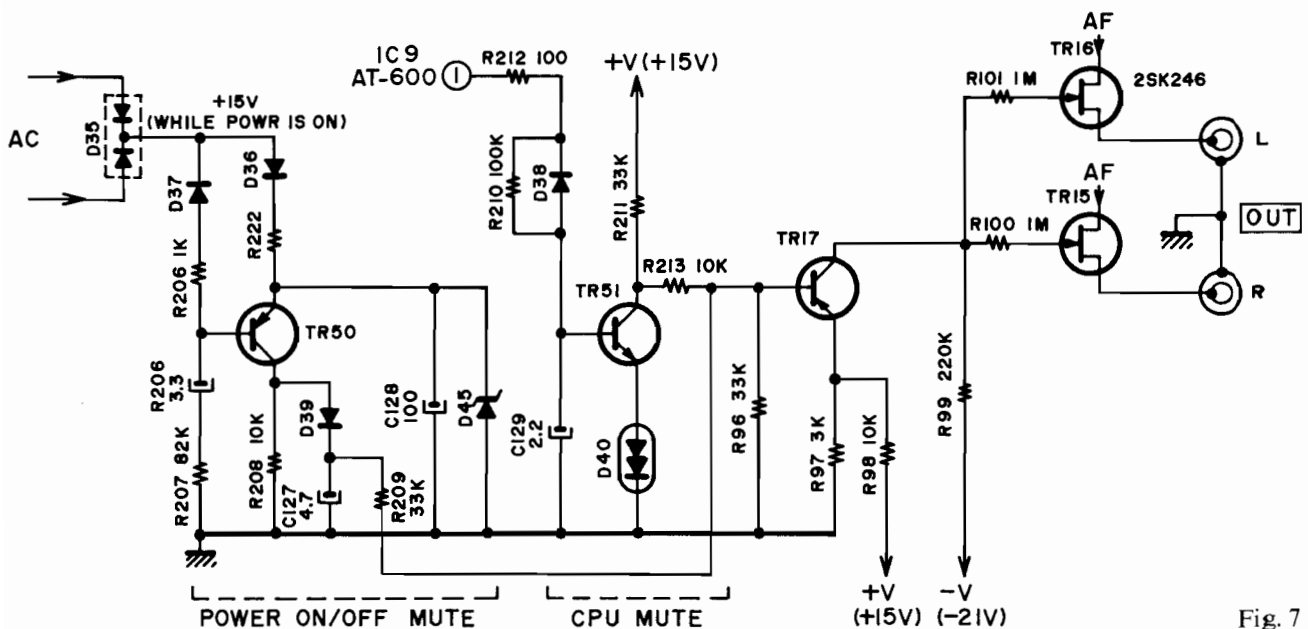 AC
D35
+15V
(WHILE POWR IS ON)
D37
D36
R222
R206 1K
TR50
R206
3.3
R207 82K
R208 10K
D39
C127
4.7
R209
33K
C128
100
D45
IC9
AT-600 1
R212 100
R210 100K
D38
C129
2.2
+V (+15V)
R211 33K
TR51
D40
R213 10K
R96 33K
TR17
R97 3K
R98 10K
+V
(+15V)
R99 220K
-V
(-21V)
R101 1M
AF
TR16
2SK246
L
R100 1M
AF
TR15
OUT
R
POWER ON/OFF MUTE
CPU MUTE
Fig. 7